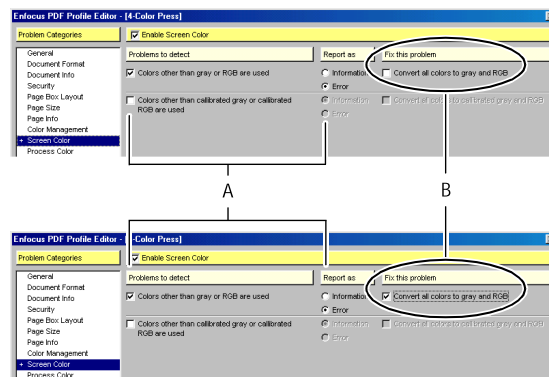 Enfocus PDF Profile Editor - [4-Color Press]
Problem Categories
Enable Screen Color
General
Document Format
Document Info
Security
Page Box Layout
Page Size
Page Info
Color Management
+ Screen Color
Process Color
Problems to detect
Report as
Fix this problem
Colors other than gray or RGB are used
Information
Convert all colors to gray and RGB
Error
Colors other than callibrated gray or callibrated
RGB are used
Information
Convert all colors to callibrated gray and RGB
Error
A
B
Enfocus PDF Profile Editor - [4-Color Press]
Problem Categories
Enable Screen Color
General
Document Format
Document Info
Security
Page Box Layout
Page Size
Page Info
Color Management
+ Screen Color
Process Color
Problems to detect
Report as
Fix this problem
Colors other than gray or RGB are used
Information
Convert all colors to gray and RGB
Error
Colors other than callibrated gray or callibrated
RGB are used
Information
Convert all colors to callibrated gray and RGB
Error